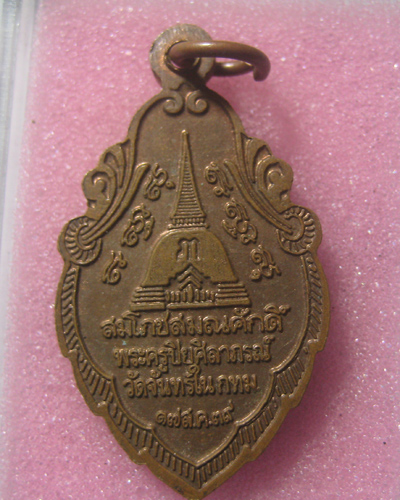 สมโภชสมณศักดิ์
พระครูปิยศีลาภรณ์
วัดจันทร์ใน กทม
๑๗ ส.ค.๓๙